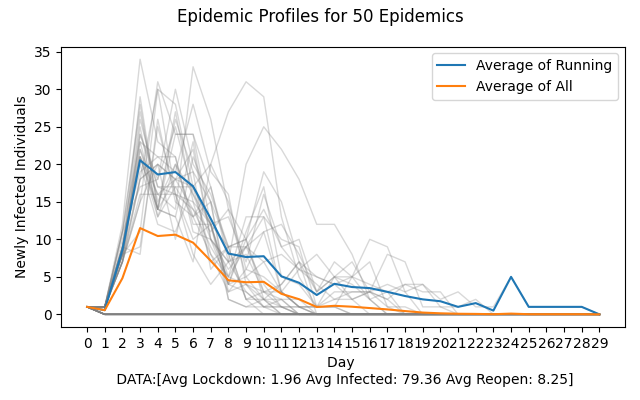 Epidemic Profiles for 50 Epidemics
Newly Infected Individuals
35
30
25
20
15
10
5
0
Average of Running
Average of All
0 1 2 3 4 5 6 7 8 9 10 11 12 13 14 15 16 17 18 19 20 21 22 23 24 25 26 27 28 29
Day
DATA:[Avg Lockdown: 1.96 Avg Infected: 79.36 Avg Reopen: 8.25]